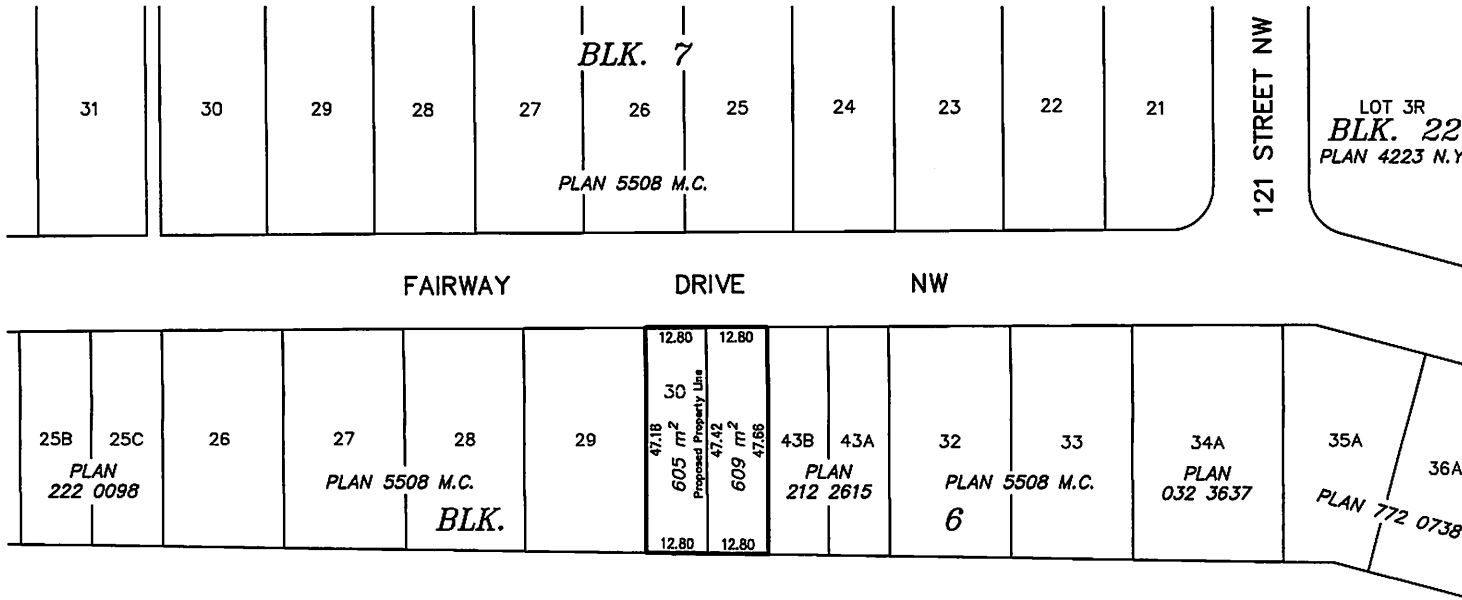 BLK. 7
31
30
29
28
27
26
25
24
23
22
21
121 STREET NW
LOT 3R
BLK. 22
PLAN 4223 N.Y
PLAN 5508 M.C.
FAIRWAY DRIVE NW
12.80
12.80
30
47.18
605 m²
Proposed Property Line
47.42
609 m²
47.66
12.80
12.80
25B
25C
PLAN
222 0098
26
27
28
29
PLAN 5508 M.C.
BLK. 6
43B
43A
PLAN
212 2615
32
33
PLAN 5508 M.C.
34A
PLAN
032 3637
35A
36A
PLAN 772 0738